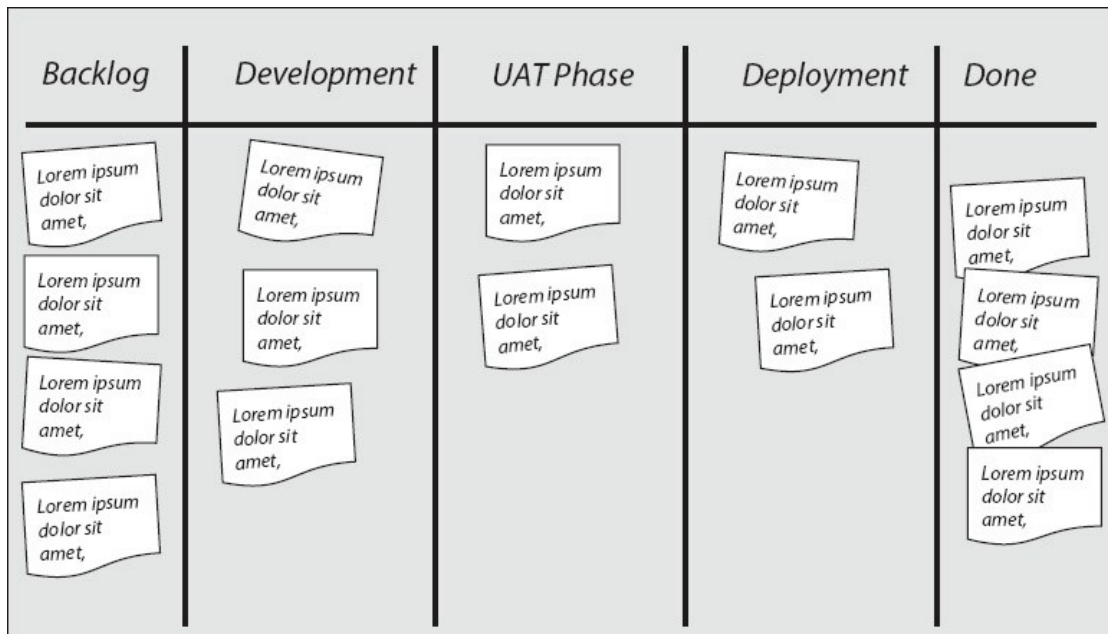 Backlog
Development
UAT Phase
Deployment
Done
Lorem ipsum
dolor sit
amet,
Lorem ipsum
dolor sit
amet,
Lorem ipsum
dolor sit
amet,
Lorem ipsum
dolor sit
amet,
Lorem ipsum
dolor sit
amet,
Lorem ipsum
dolor sit
amet,
Lorem ipsum
dolor sit
amet,
Lorem ipsum
dolor sit
amet,
Lorem ipsum
dolor sit
amet,
Lorem ipsum
dolor sit
amet,
Lorem ipsum
dolor sit
amet,
Lorem ipsum
dolor sit
amet,
Lorem ipsum
dolor sit
amet,
Lorem ipsum
dolor sit
amet,
Lorem ipsum
dolor sit
amet,